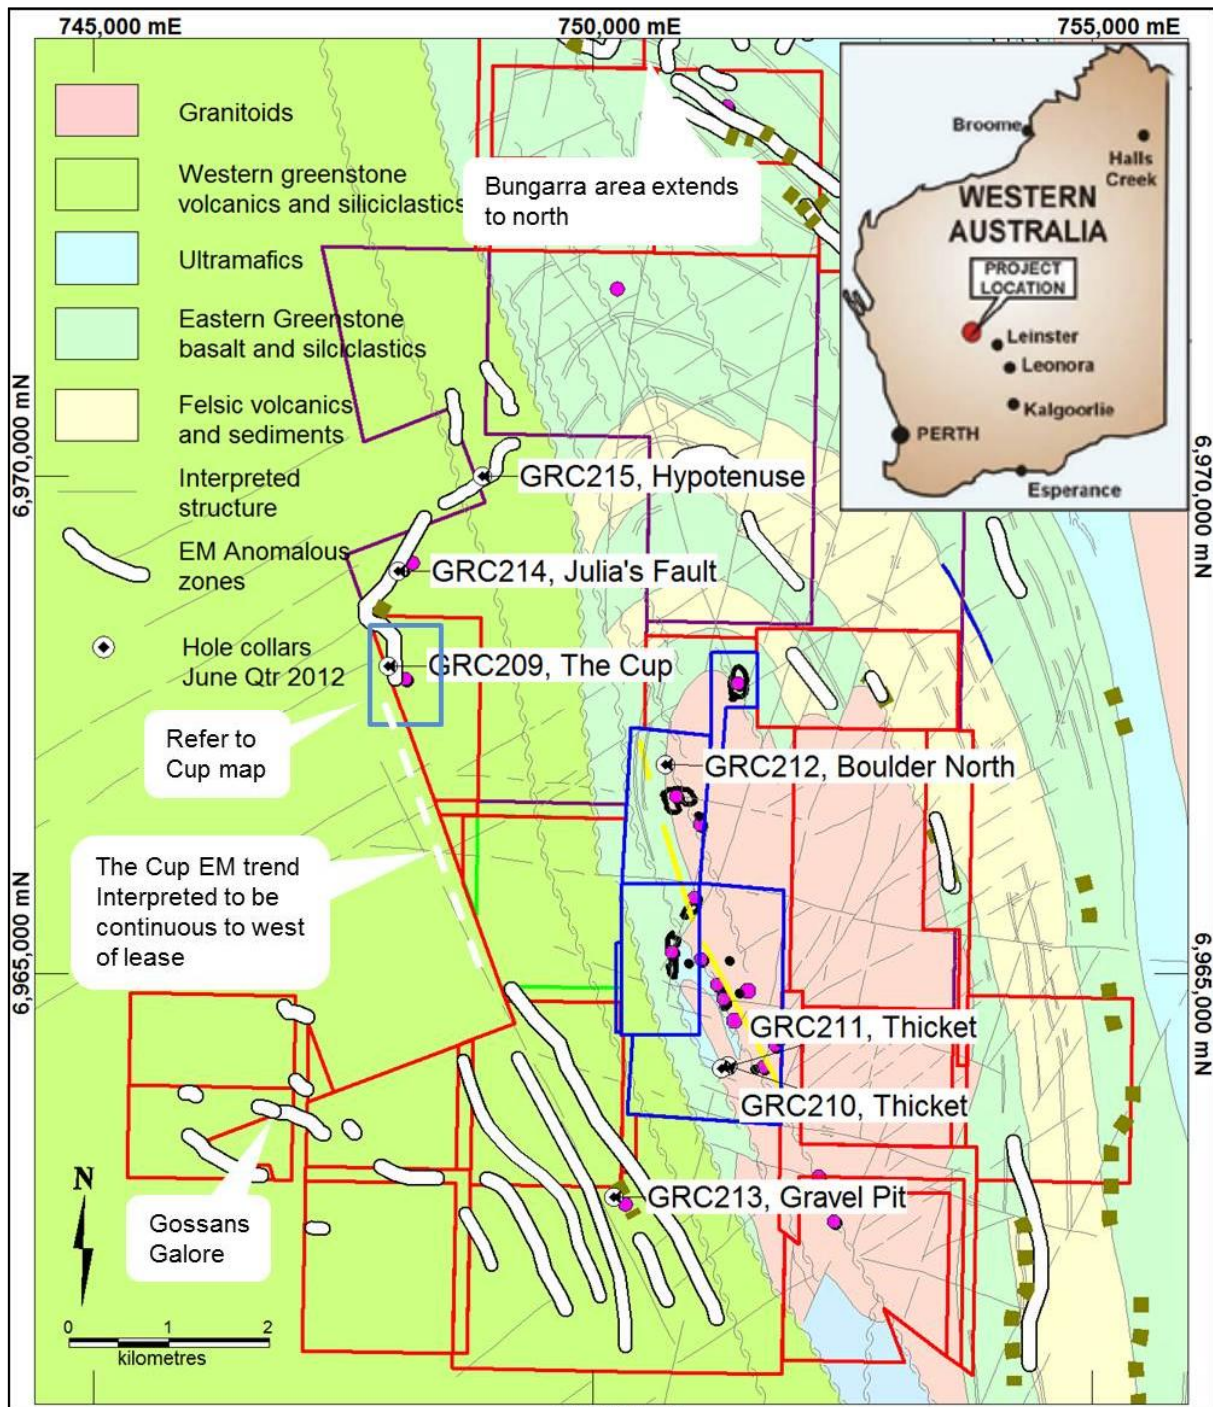 745,000 mE
750,000 mE
755,000 mE
Granitoids
Western greenstone
volcanics and siliciclastics
Ultramafics
Eastern Greenstone
basalt and silciclastics
Felsic volcanics
and sediments
Interpreted
structure
EM Anomalous
zones
Hole collars
June Qtr 2012
Bungarra area extends
to north
Broome
Halls
Creek
WESTERN
AUSTRALIA
PROJECT
LOCATION
Leinster
Leonora
Kalgoorlie
PERTH
Esperance
6,970,000 mN
6,970,000 mN
GRC215, Hypotenuse
GRC214, Julia's Fault
GRC209, The Cup
Refer to
Cup map
GRC212, Boulder North
The Cup EM trend
Interpreted to be
continuous to west
of lease
6,965,000 mN
6,965,000 mN
GRC211, Thicket
GRC210, Thicket
GRC213, Gravel Pit
Gossans
Galore
N
0 1 2
kilometres